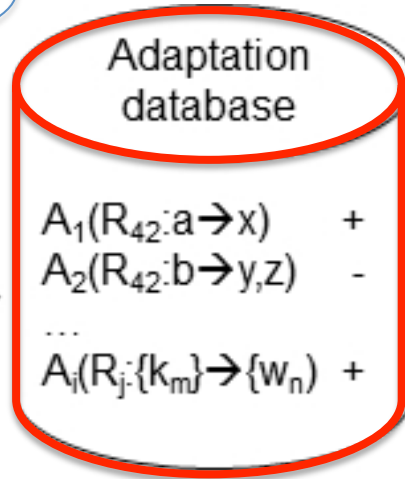 Adaptation
database
A₁(R₄₂:a→x) +
A₂(R₄₂:b→y,z) -
...
Aᵢ(Rⱼ:{kₘ}→{wₙ) +